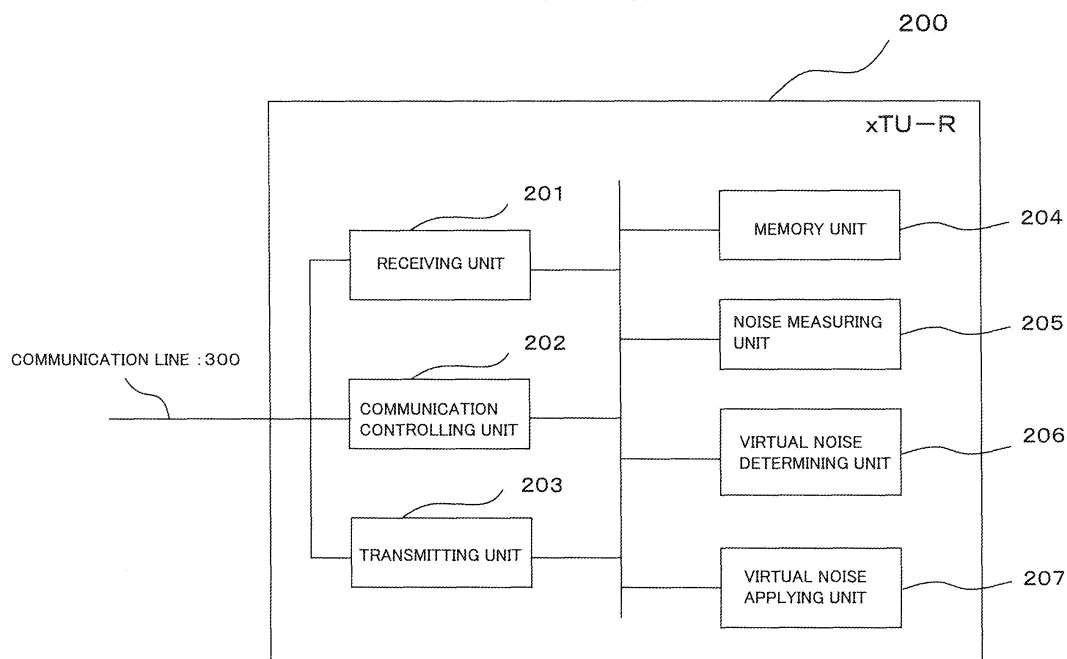 200
xTU-R
201
RECEIVING UNIT
202
COMMUNICATION
CONTROLLING UNIT
203
TRANSMITTING UNIT
COMMUNICATION LINE :300
MEMORY UNIT
204
NOISE MEASURING
UNIT
205
VIRTUAL NOISE
DETERMINING UNIT
206
VIRTUAL NOISE
APPLYING UNIT
207